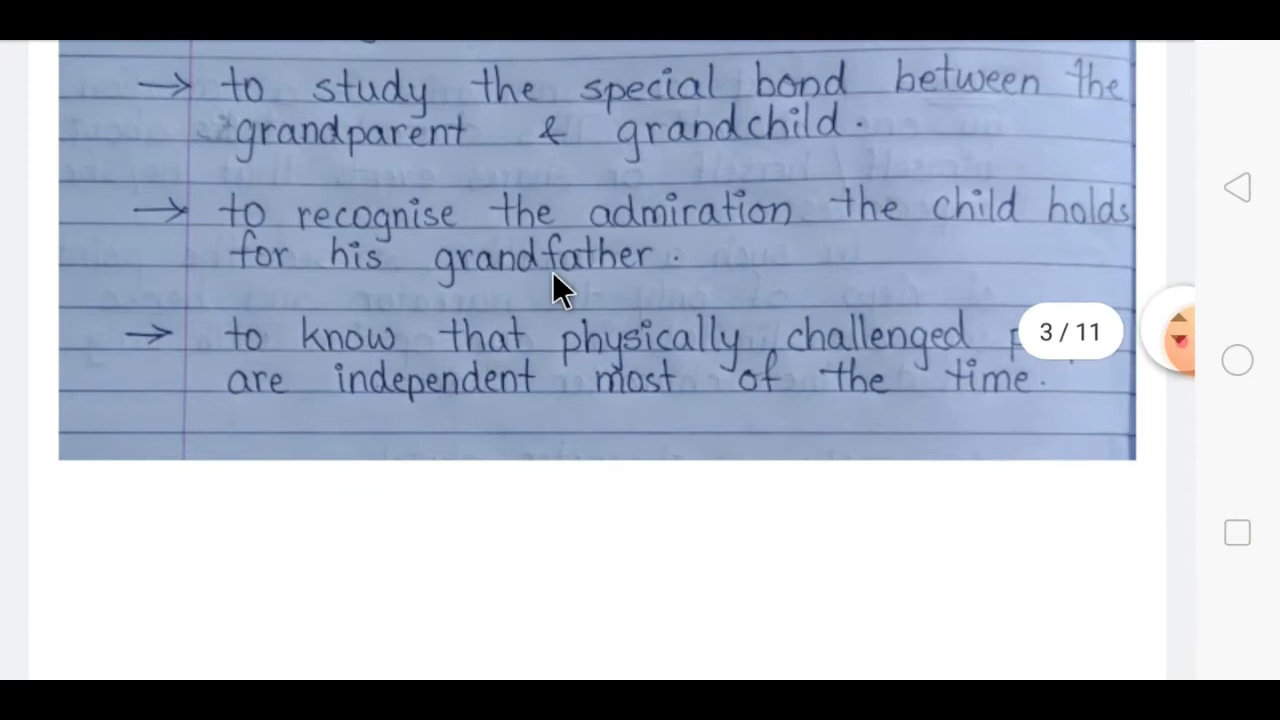 → to study the special bond between the
grandparent & grandchild.
→ to recognise the admiration the child holds
for his grandfather.
→ to know that physically challenged
3 / 11
are independent most of the time.